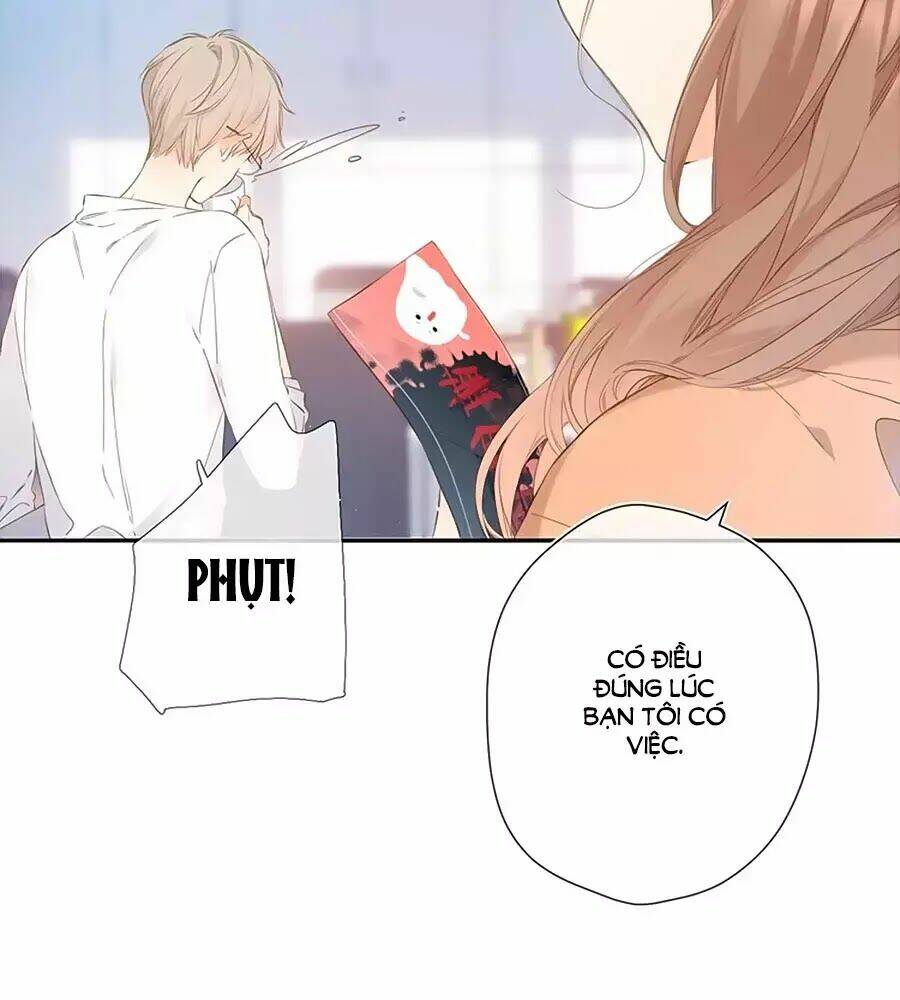 PHỤT!
CÓ ĐIỀU
ĐÚNG LÚC
BẠN TÔI CÓ
VIỆC.